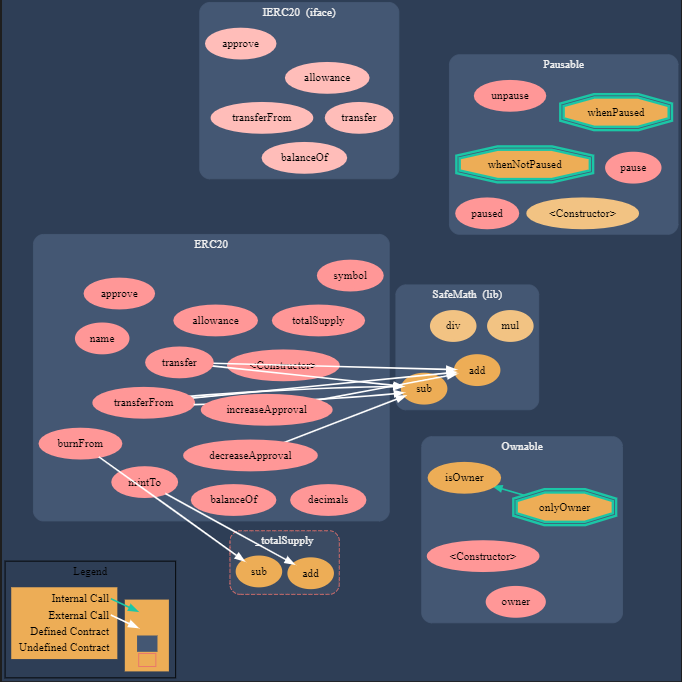 IERC20 (iface)
approve
allowance
transferFrom
transfer
balanceOf
Pausable
unpause
whenPaused
whenNotPaused
pause
paused
<Constructor>
ERC20
symbol
approve
allowance
totalSupply
name
transfer
<Constructor>
transferFrom
increaseApproval
burnFrom
decreaseApproval
mintTo
balanceOf
decimals
SafeMath (lib)
div
mul
add
sub
Ownable
isOwner
onlyOwner
<Constructor>
owner
_totalSupply
sub
add
Legend
Internal Call
External Call
Defined Contract
Undefined Contract